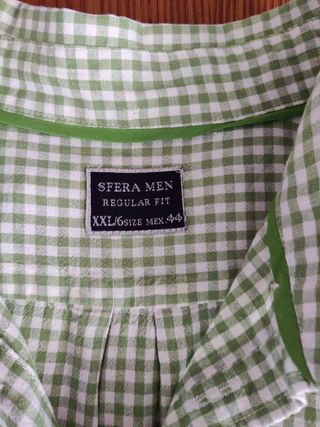 SFERA MEN
REGULAR FIT
XXL/6 SIZE MEX.44